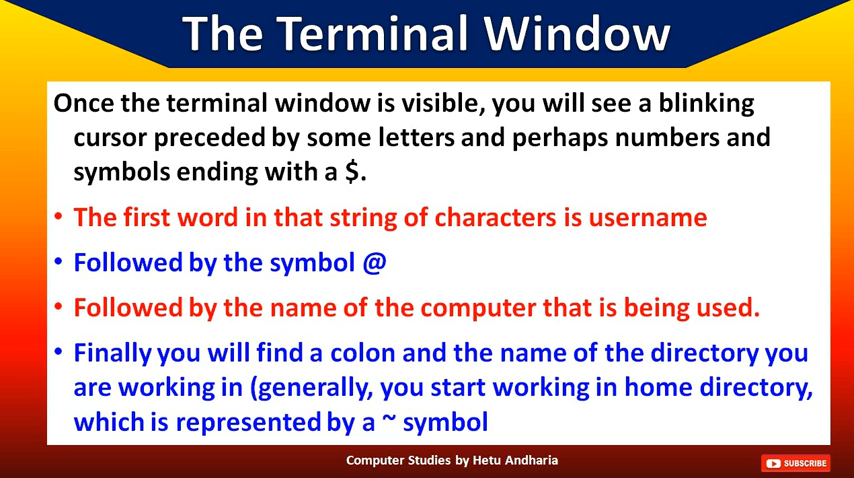 The Terminal Window
Once the terminal window is visible, you will see a blinking
cursor preceded by some letters and perhaps numbers and
symbols ending with a $.
• The first word in that string of characters is username
• Followed by the symbol @
• Followed by the name of the computer that is being used.
• Finally you will find a colon and the name of the directory you
are working in (generally, you start working in home directory,
which is represented by a ~ symbol
Computer Studies by Hetu Andharia
SUBSCRIBE